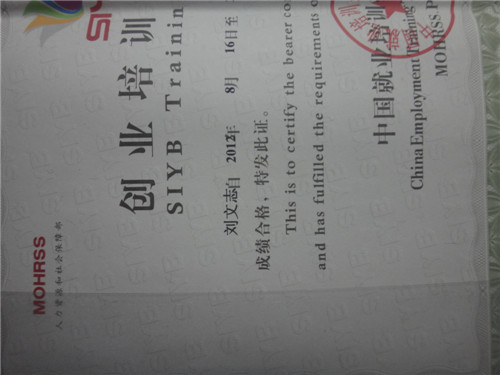 MOHRSS
人力资源和社会保障部
创业培训
SIYB Trainin
刘文志自 2012年 8月 16日至
成绩合格，特发此证。
This is to certify the bearer co
and has fulfilled the requirements o
中国就业培训
China Employment Training
MOHRSS P